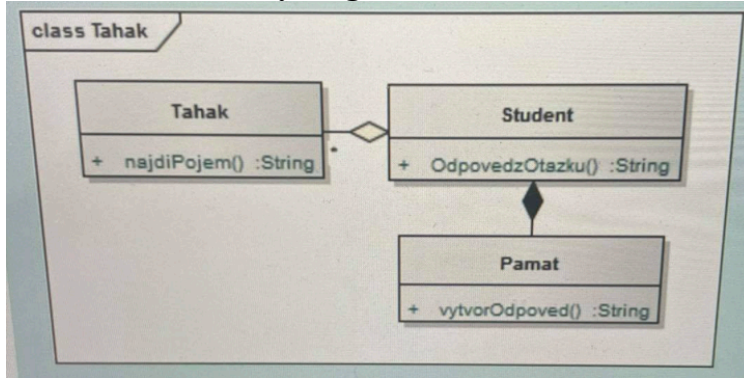 class Tahak
Tahak
+ najdiPojem() :String
*
Student
+ OdpovedzOtazku() :String
Pamat
+ vytvorOdpoved() :String